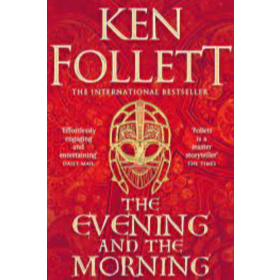 KEN
FOLLETT
THE INTERNATIONAL BESTSELLER
'Effortlessly
engaging
and
entertaining'
DAILY MAIL
'Follett
is a
master
storyteller'
THE TIMES
THE
EVENING
AND THE
MORNING